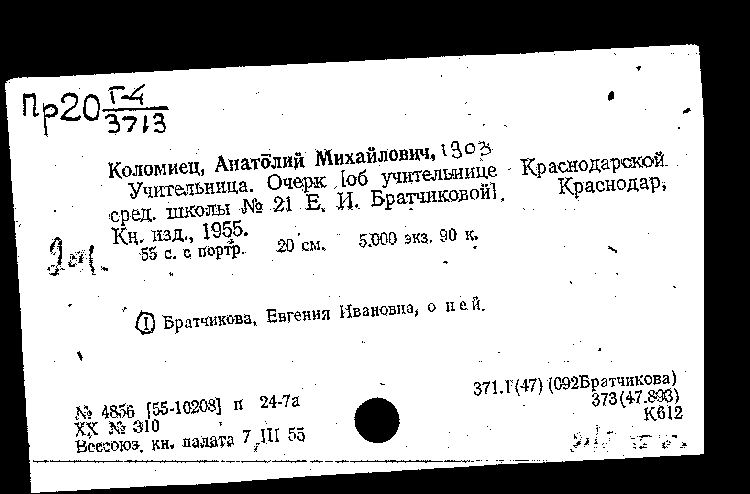 Пр20 Г-4
3713
Коломиец, Анатолий Михайлович, 1903
Учительница. Очерк [об учительнице Краснодарской
сред. школы № 21 Е. И. Братчиковой]. Краснодар,
Кн. изд., 1955.
55 с. с портр. 20 см. 5.000 экз. 90 к.
2 эк.
① Братчикова, Евгения Ивановна, о ней.
371.1(47) (092Братчикова)
№ 4856 [55-10208] п 24-7а 373(47.893)
XX № 310 К612
Всесоюз. кн. палата 7 III 55